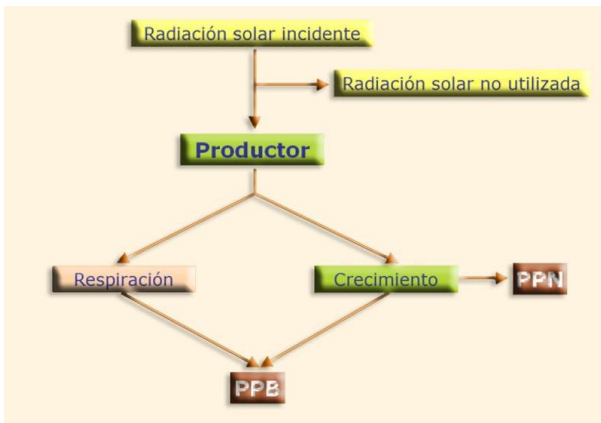 Radiación solar incidente
Radiación solar no utilizada
Productor
Respiración
Crecimiento
PPN
PPB